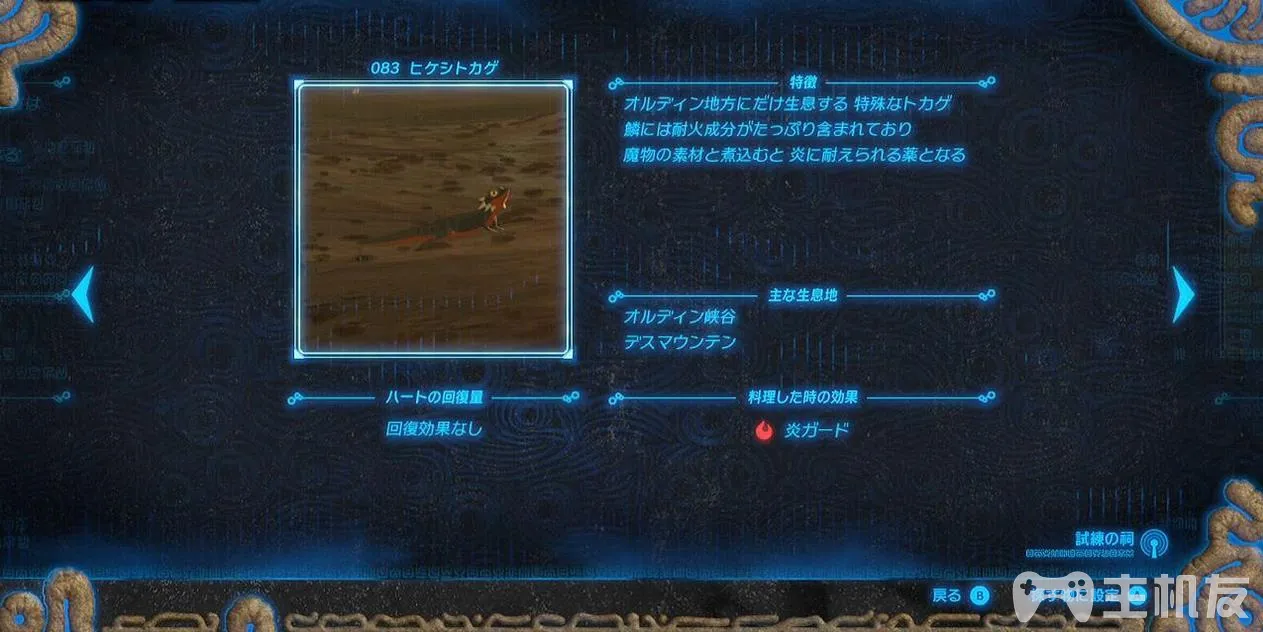 083 ヒケシトカゲ
特徴
オルディン地方にだけ生息する 特殊なトカゲ
鱗には耐火成分がたっぷり含まれており
魔物の素材と煮込むと 炎に耐えられる薬となる
主な生息地
オルディン峡谷
デスマウンテン
ハートの回復量
回復効果なし
料理した時の効果
炎ガード
試練の祠
戻る B
に設定
主机友